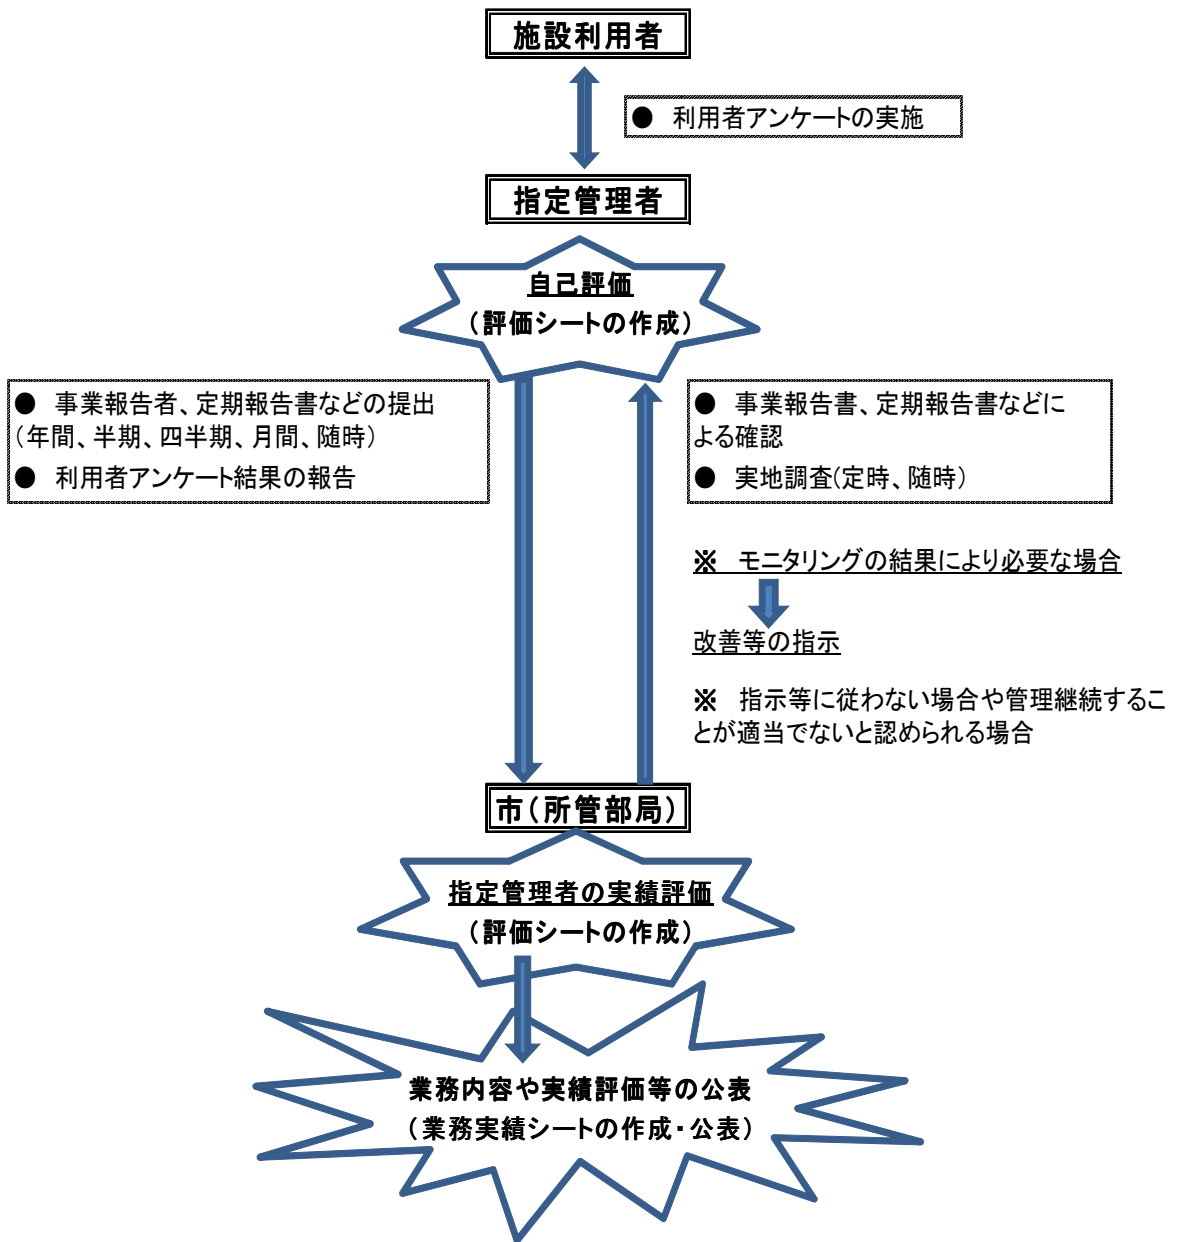 施設利用者
● 利用者アンケートの実施
指定管理者
自己評価
(評価シートの作成)
● 事業報告者、定期報告書などの提出
(年間、半期、四半期、月間、随時)
● 利用者アンケート結果の報告
● 事業報告書、定期報告書などに
よる確認
● 実地調査(定時、随時)
※ モニタリングの結果により必要な場合
改善等の指示
※ 指示等に従わない場合や管理継続するこ
とが適当でないと認められる場合
市(所管部局)
指定管理者の実績評価
(評価シートの作成)
業務内容や実績評価等の公表
(業務実績シートの作成・公表)